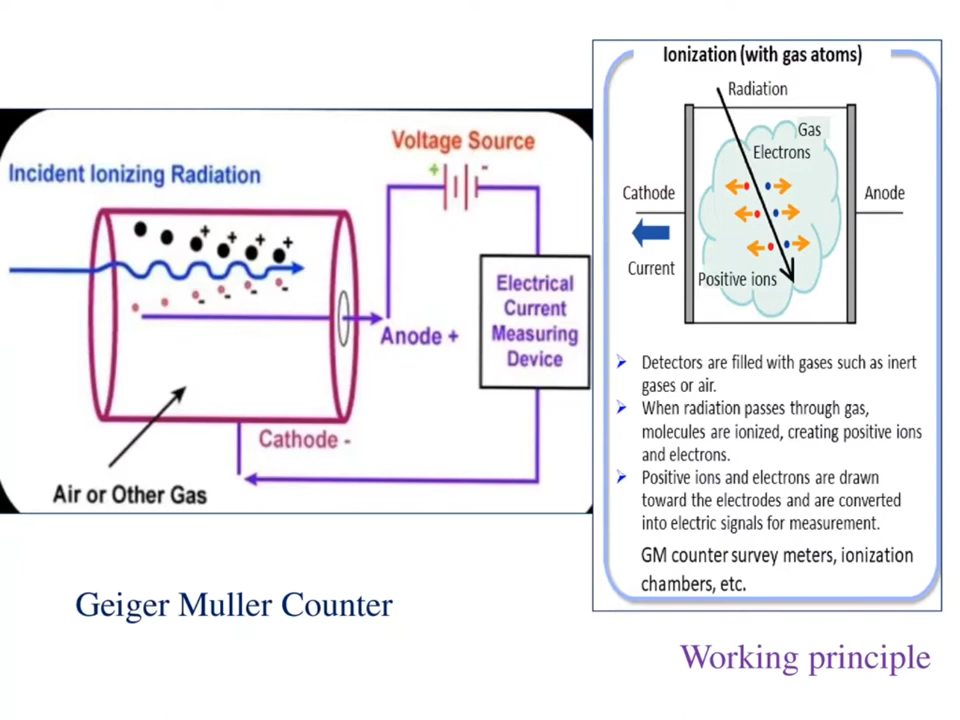 Ionization (with gas atoms)
Radiation
Gas
Electrons
Cathode
Anode
Current
Positive ions
➢ Detectors are filled with gases such as inert
gases or air.
➢ When radiation passes through gas,
molecules are ionized, creating positive ions
and electrons.
➢ Positive ions and electrons are drawn
toward the electrodes and are converted
into electric signals for measurement.
GM counter survey meters, ionization
chambers, etc.
Voltage Source
+ -
Incident Ionizing Radiation
+ + + +
- - - -
Electrical
Current
Measuring
Device
Anode +
Cathode -
Air or Other Gas
Geiger Muller Counter
Working principle